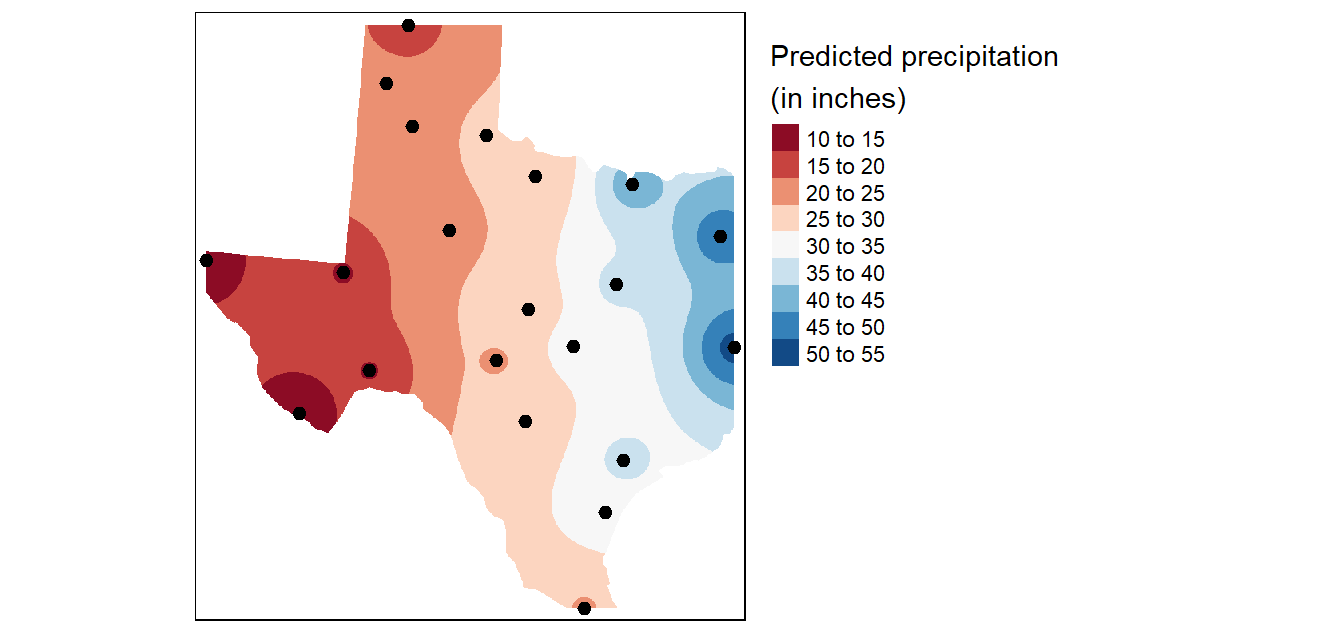 Predicted precipitation
(in inches)
10 to 15
15 to 20
20 to 25
25 to 30
30 to 35
35 to 40
40 to 45
45 to 50
50 to 55